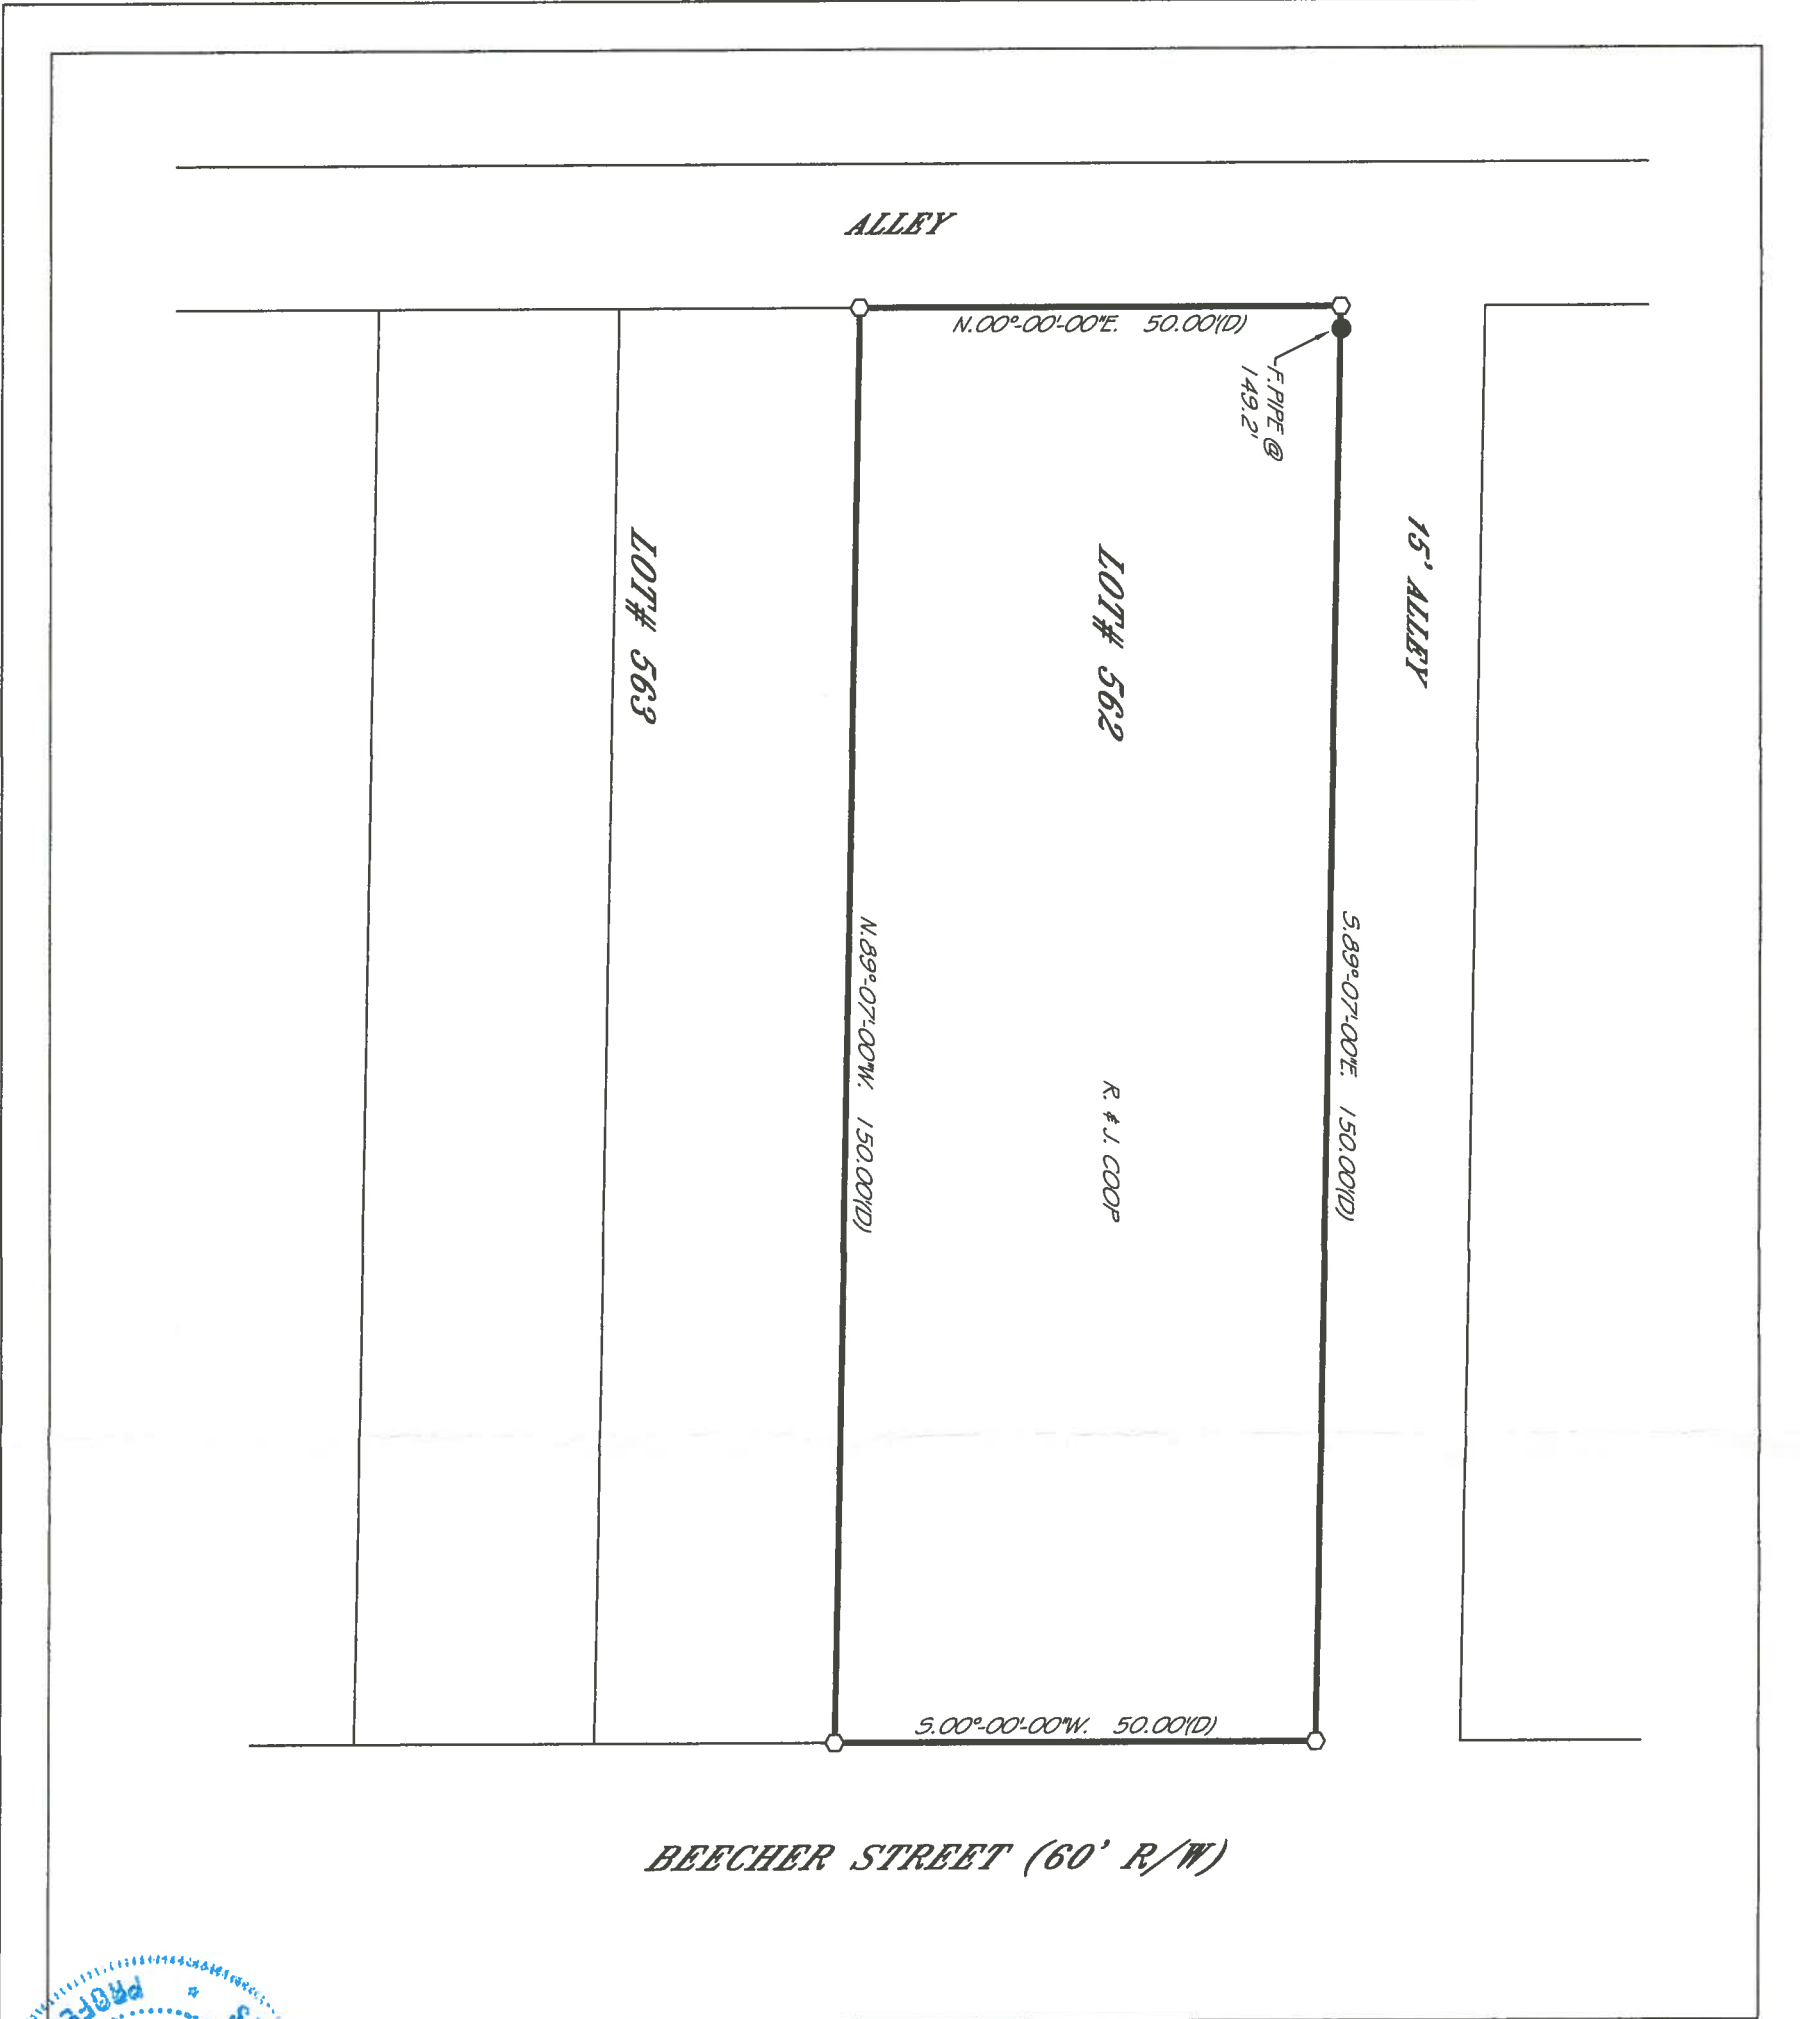 ALLEY
N.00°-00'-00"E. 50.00'(D)
F.PIPE @
149.2'
15' ALLEY
LOT# 563
LOT# 562
N.89°-07'-00"W. 150.00'(D)
S.89°-07'-00"E. 150.00'(D)
R. & J. COOP
S.00°-00'-00"W. 50.00'(D)
BEECHER STREET (60' R/W)